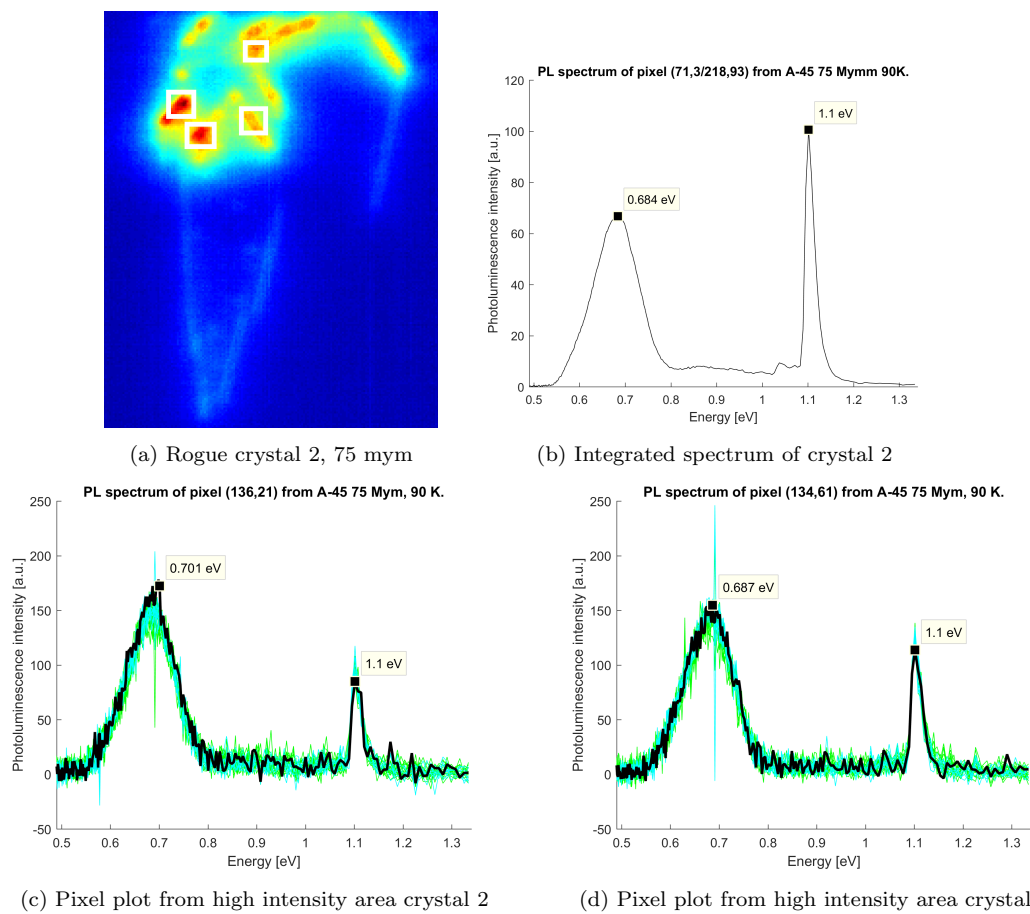 PL spectrum of pixel (71,3/218,93) from A-45 75 Mymm 90K.
120
100
80
60
40
20
0
Photoluminescence intensity [a.u.]
1.1 eV
0.684 eV
0.5 0.6 0.7 0.8 0.9 1 1.1 1.2 1.3
Energy [eV]
(a) Rogue crystal 2, 75 mym
(b) Integrated spectrum of crystal 2
PL spectrum of pixel (136,21) from A-45 75 Mym, 90 K.
250
200
150
100
50
0
-50
Photoluminescence intensity [a.u.]
0.701 eV
1.1 eV
0.5 0.6 0.7 0.8 0.9 1 1.1 1.2 1.3
Energy [eV]
(c) Pixel plot from high intensity area crystal 2
PL spectrum of pixel (134,61) from A-45 75 Mym, 90 K.
250
200
150
100
50
0
-50
Photoluminescence intensity [a.u.]
0.687 eV
1.1 eV
0.5 0.6 0.7 0.8 0.9 1 1.1 1.2 1.3
Energy [eV]
(d) Pixel plot from high intensity area crystal